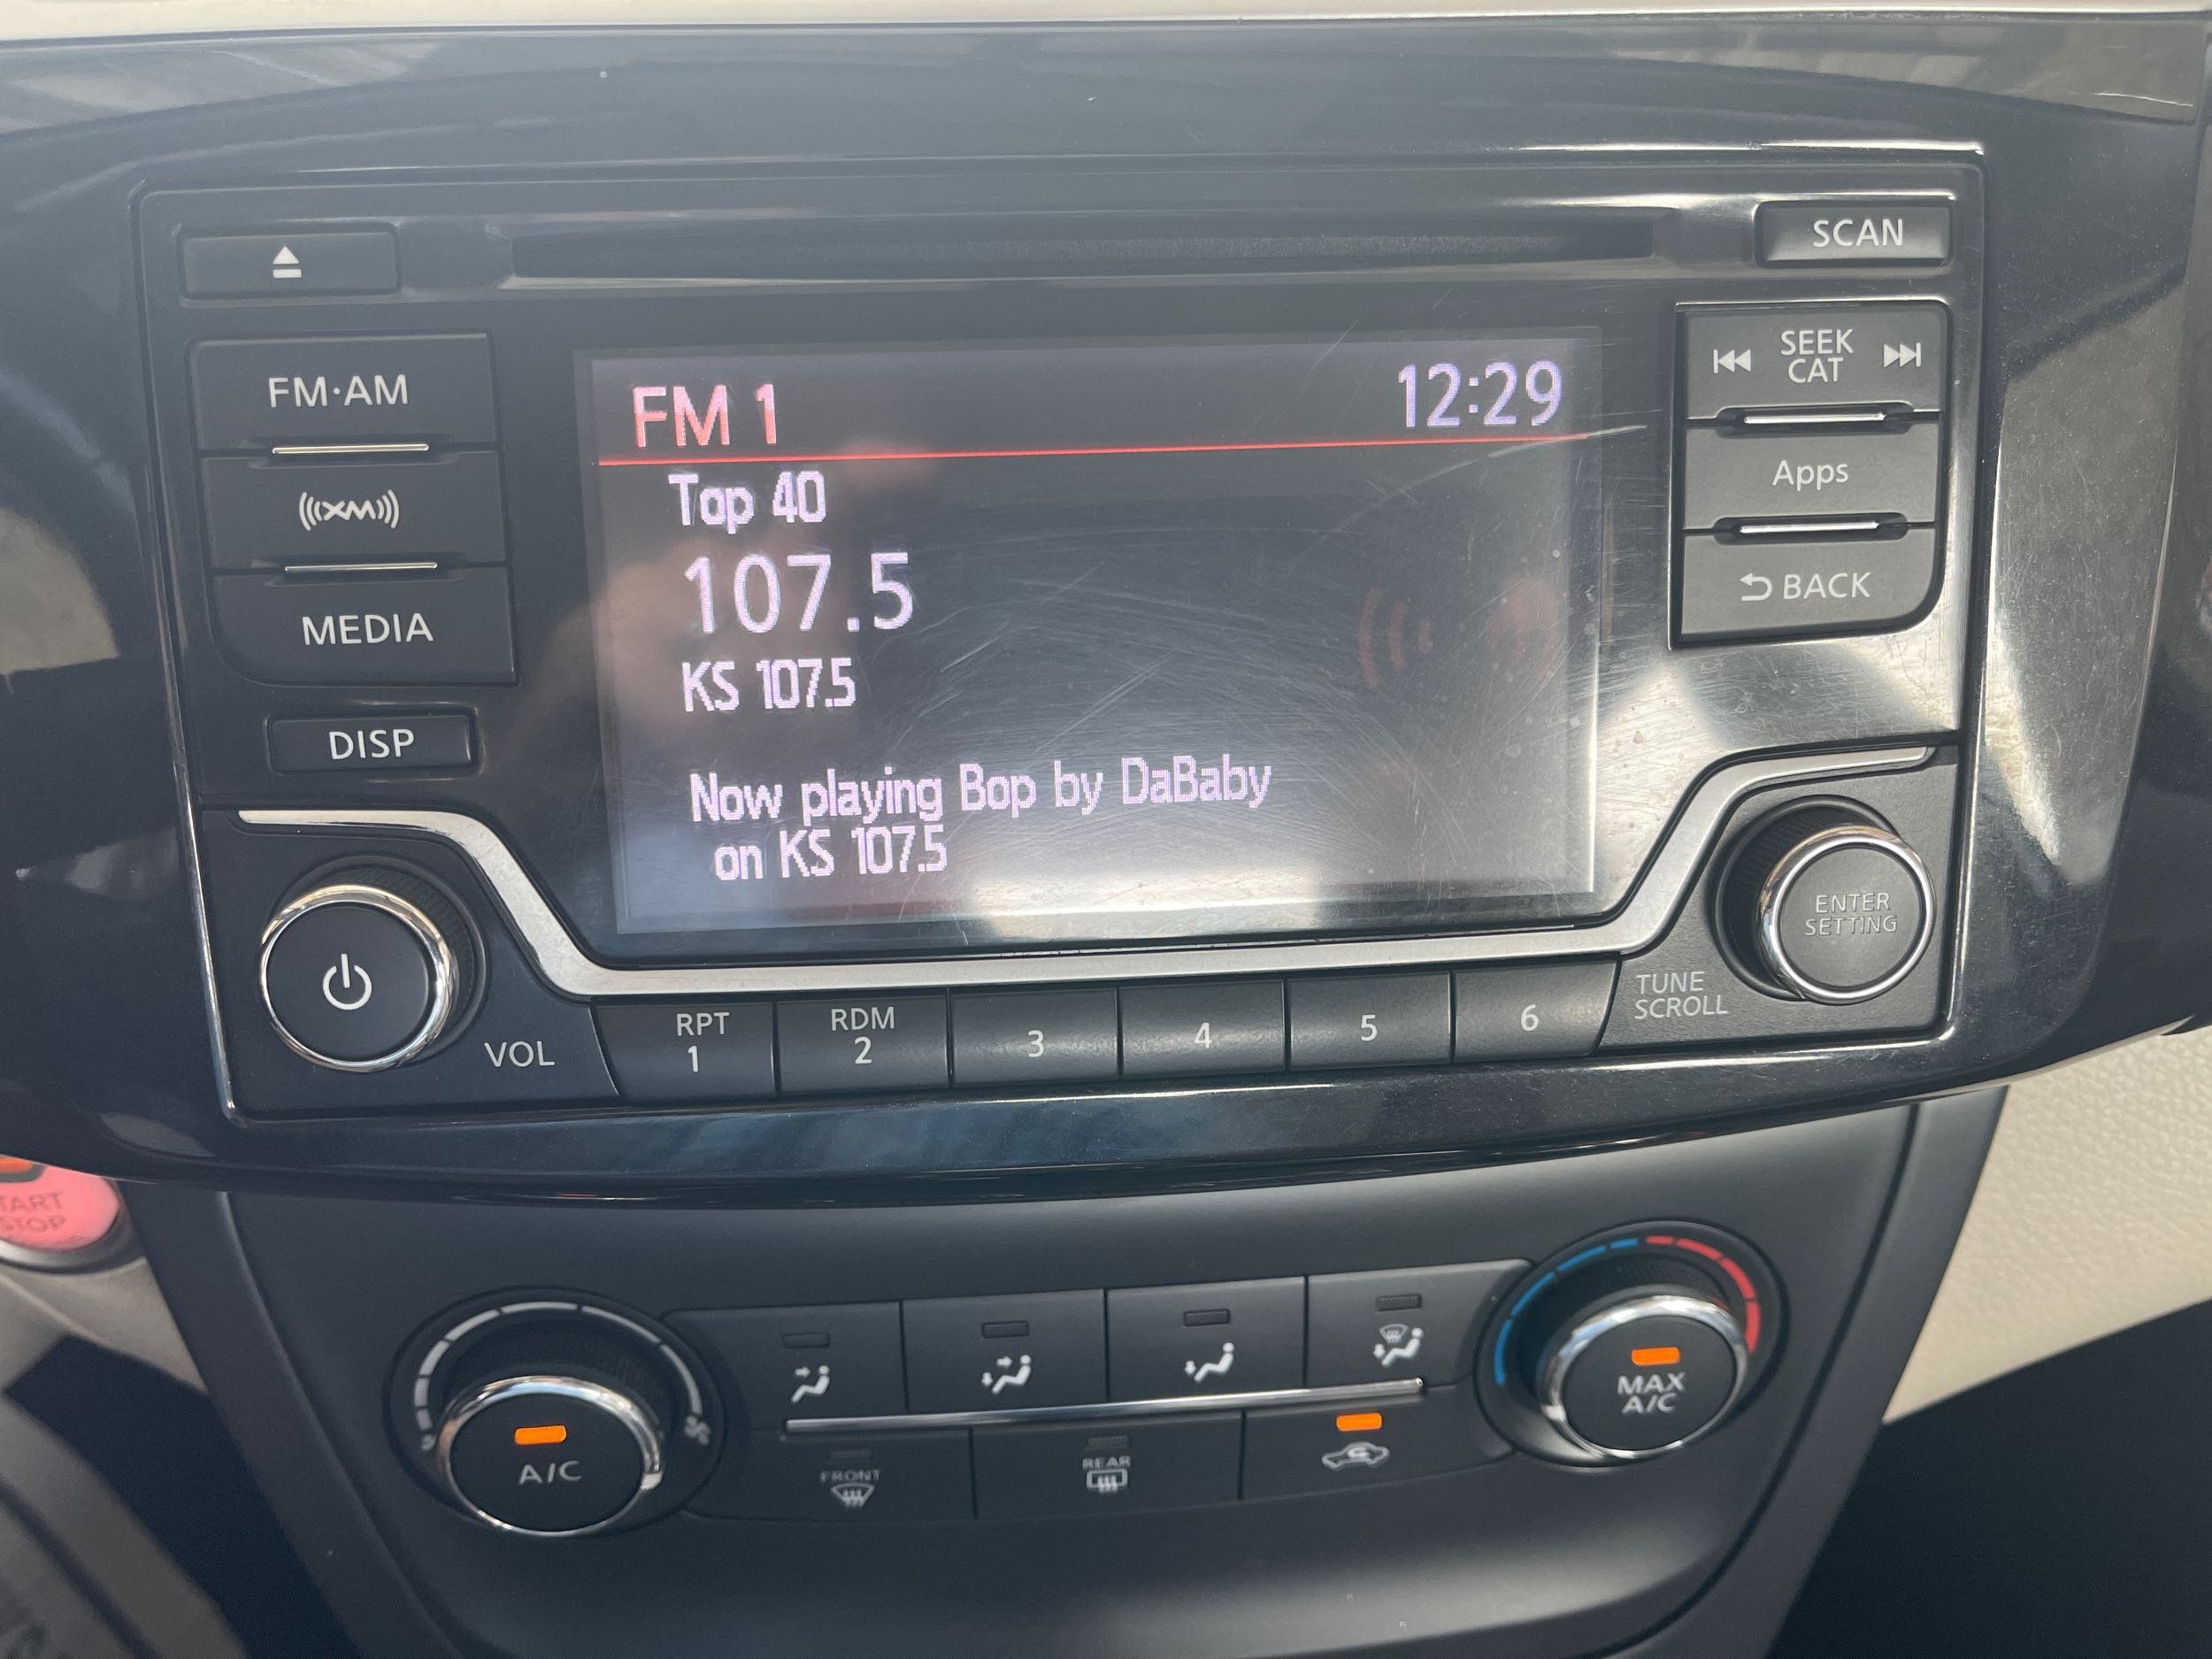 SCAN
FM·AM
XM
MEDIA
DISP
FM 1
12:29
Top 40
107.5
KS 107.5
Now playing Bop by DaBaby
on KS 107.5
SEEK
CAT
Apps
BACK
ENTER
SETTING
TUNE
SCROLL
VOL
RPT
1
RDM
2
3
4
5
6
TART
STOP
A/C
FRONT
REAR
MAX
A/C